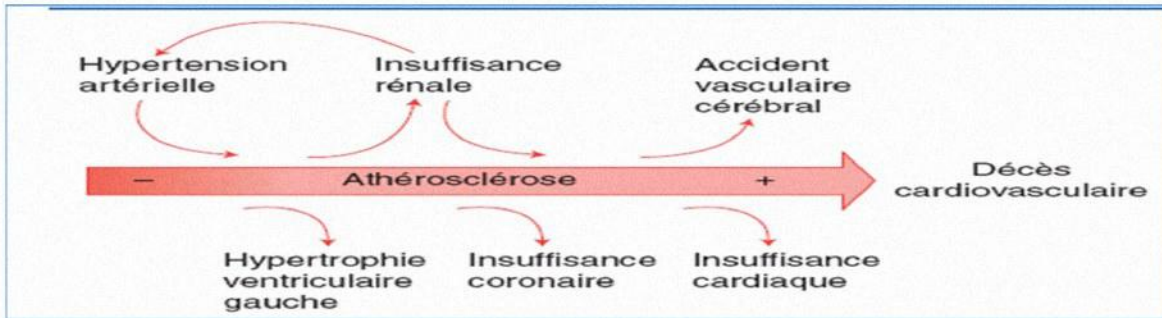 Hypertension
artérielle
Insuffisance
rénale
Accident
vasculaire
cérébral
−
Athérosclérose
+
Décès
cardiovasculaire
Hypertrophie
ventriculaire
gauche
Insuffisance
coronaire
Insuffisance
cardiaque